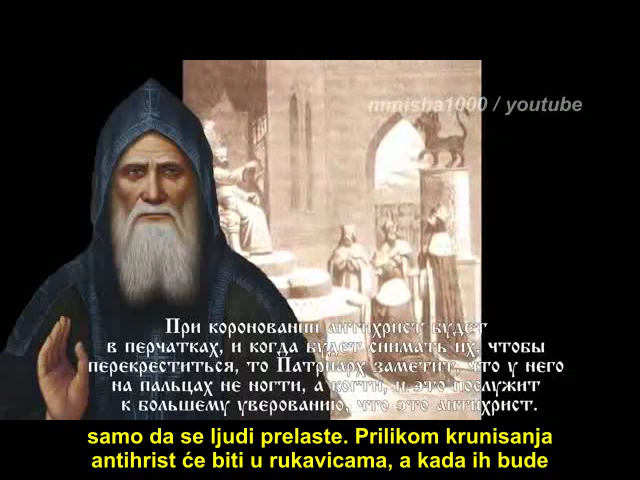 mmisha1000 / youtube
При короновании антихрист будет
в перчатках, и когда будет снимать их, чтобы
перекреститься, то Патриарх заметит, что у него
на пальцах не ногти, а когти, и это послужит
к большему уверованию, что это антихрист.
samo da se ljudi prelaste. Prilikom krunisanja
antihrist će biti u rukavicama, a kada ih bude